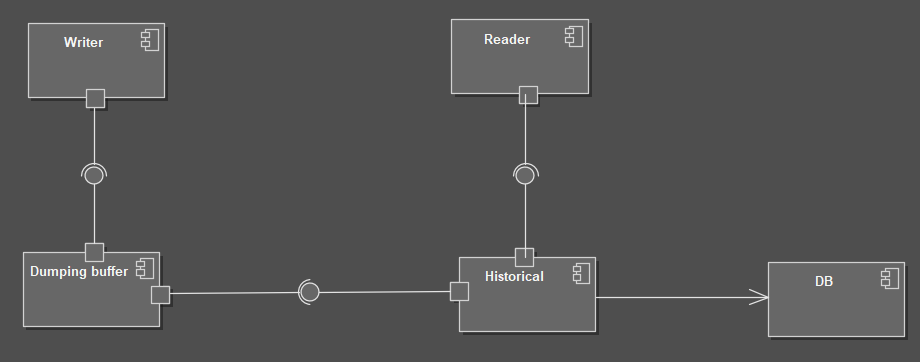 Writer
Reader
Dumping buffer
Historical
DB